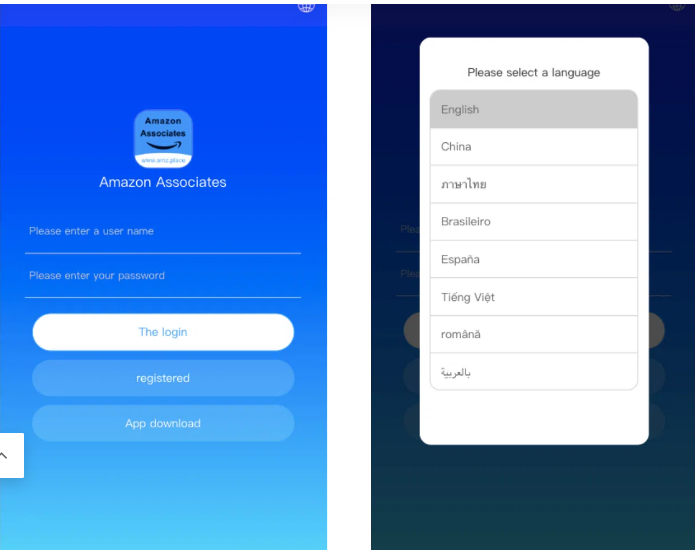 Amazon
Associates
www.amz.place
Amazon Associates
Please enter a user name
Please enter your password
The login
registered
App download
Please select a language
English
China
ภาษาไทย
Brasileiro
España
Tiếng Việt
română
بالعربية
Plea
Plea